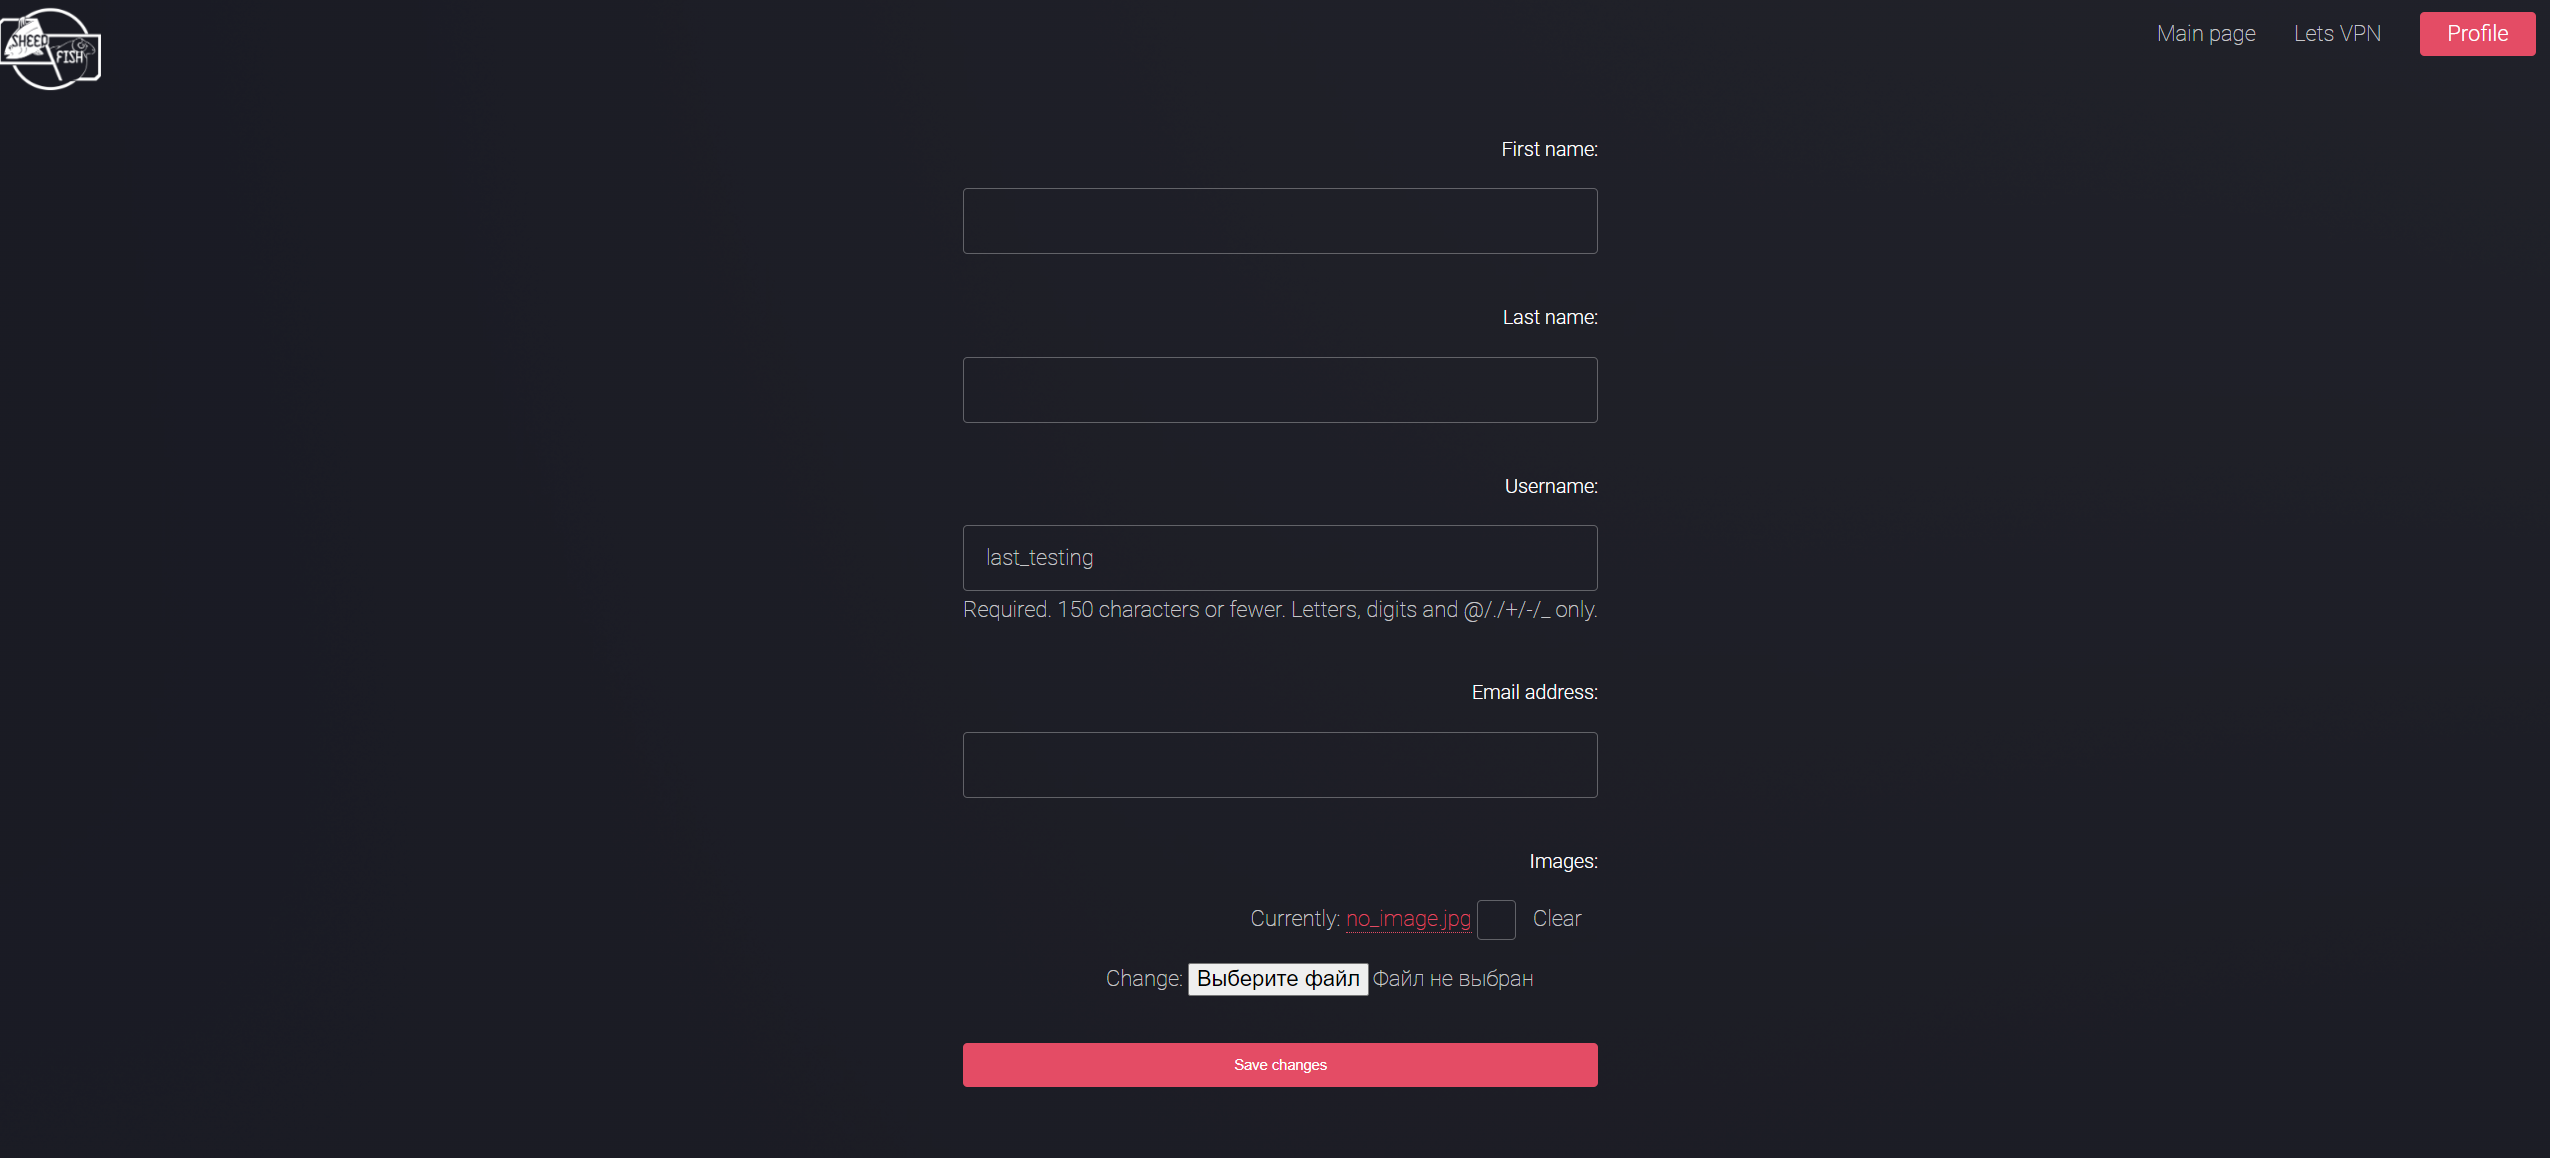 SHEEP
FISH
Main page
Lets VPN
Profile
First name:
Last name:
Username:
last_testing
Required. 150 characters or fewer. Letters, digits and @/./+/-/_ only.
Email address:
Images:
Currently: no_image.jpg Clear
Change: Выберите файл Файл не выбран
Save changes